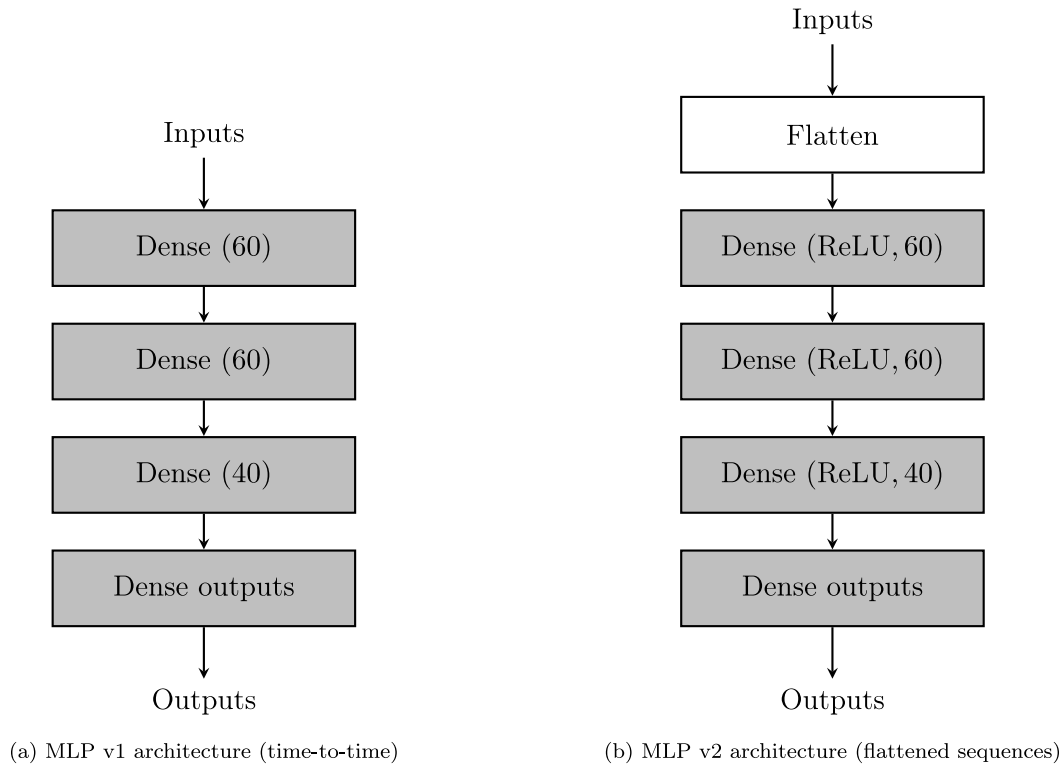 Inputs
Dense (60)
Dense (60)
Dense (40)
Dense outputs
Outputs
(a) MLP v1 architecture (time-to-time)
Inputs
Flatten
Dense (ReLU, 60)
Dense (ReLU, 60)
Dense (ReLU, 40)
Dense outputs
Outputs
(b) MLP v2 architecture (flattened sequences)